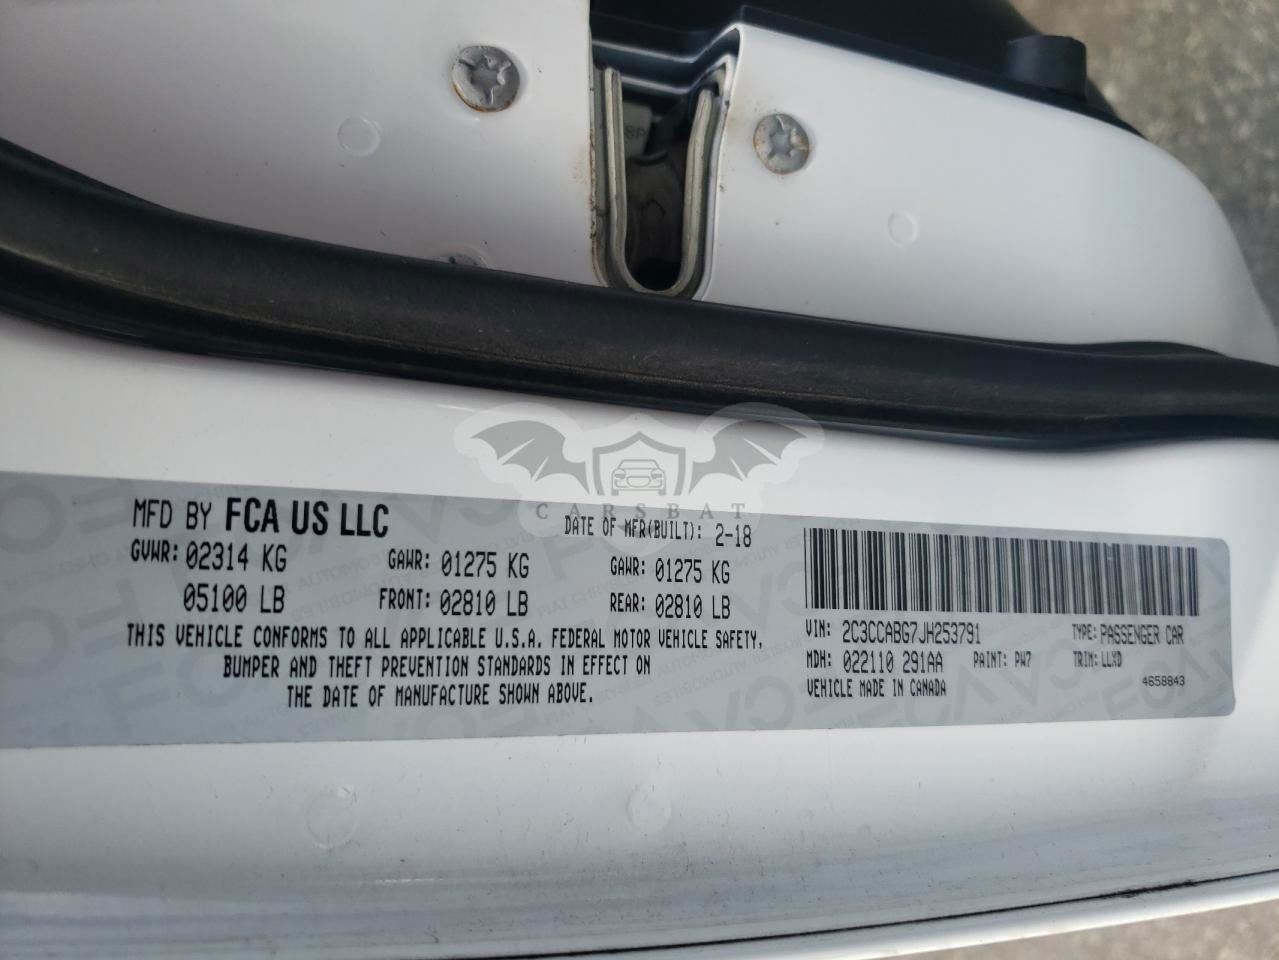 CARSBAT
MFD BY FCA US LLC DATE OF MFR(BUILT): 2-18
GVWR: 02314 KG GAWR: 01275 KG GAWR: 01275 KG
05100 LB FRONT: 02810 LB REAR: 02810 LB
THIS VEHICLE CONFORMS TO ALL APPLICABLE U.S.A. FEDERAL MOTOR VEHICLE SAFETY,
BUMPER AND THEFT PREVENTION STANDARDS IN EFFECT ON
THE DATE OF MANUFACTURE SHOWN ABOVE.
VIN: 2C3CCABG7JH253791 TYPE: PASSENGER CAR
MDH: 022110 291AA PAINT: PW7 TRIM: LLXD
VEHICLE MADE IN CANADA 4658843